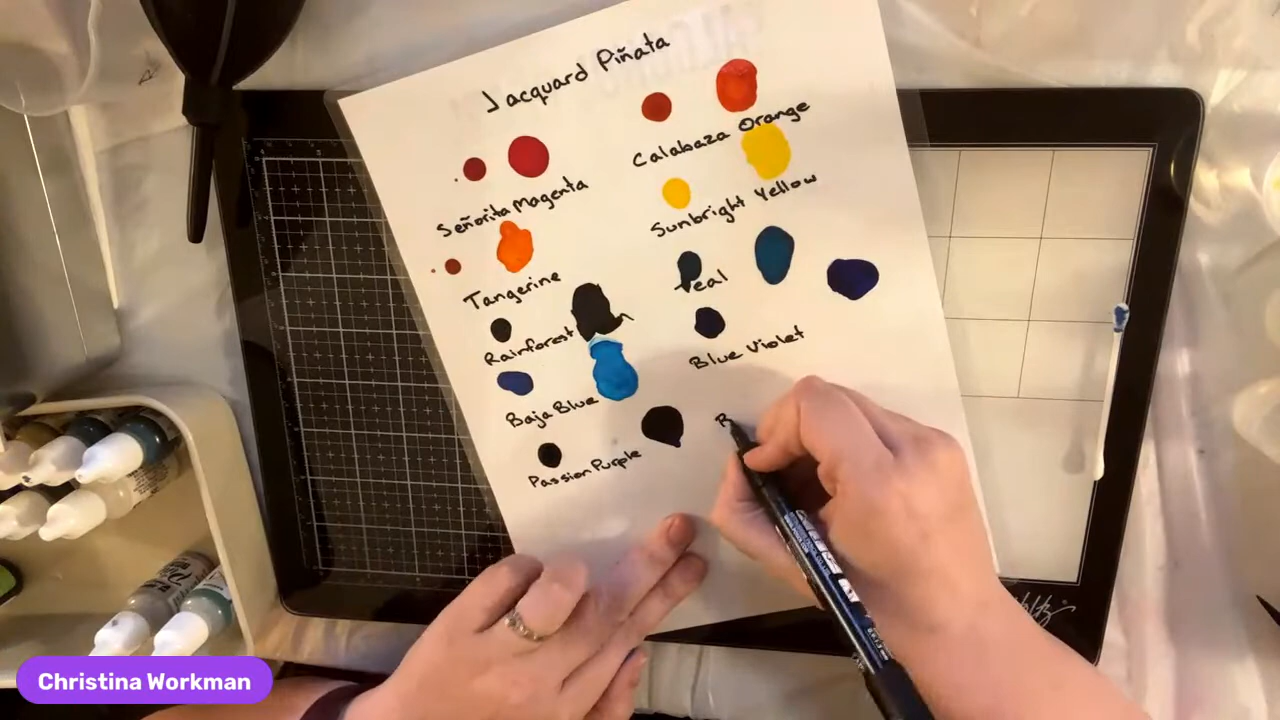 Jacquard Piñata
Calabaza Orange
Señorita Magenta
Sunbright Yellow
Tangerine
Teal
Rainforest
Blue Violet
Baja Blue
Passion Purple
Christina Workman